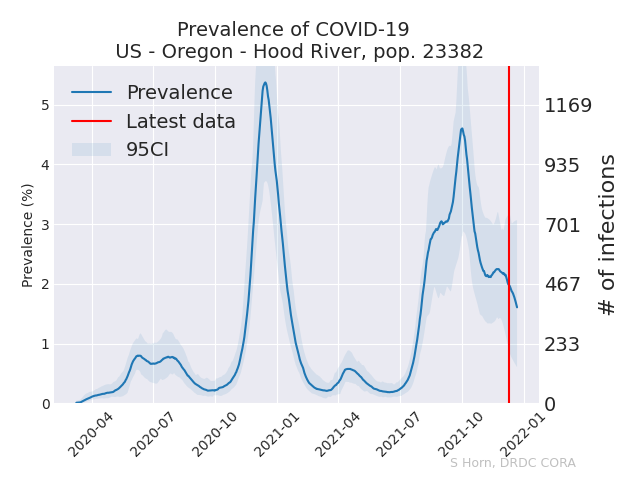 Prevalence of COVID-19
US - Oregon - Hood River, pop. 23382
Prevalence
Latest data
95CI
Prevalence (%)
5
4
3
2
1
0
1169
935
701
467
233
0
# of infections
2020-04
2020-07
2020-10
2021-01
2021-04
2021-07
2021-10
2022-01
S Horn, DRDC CORA